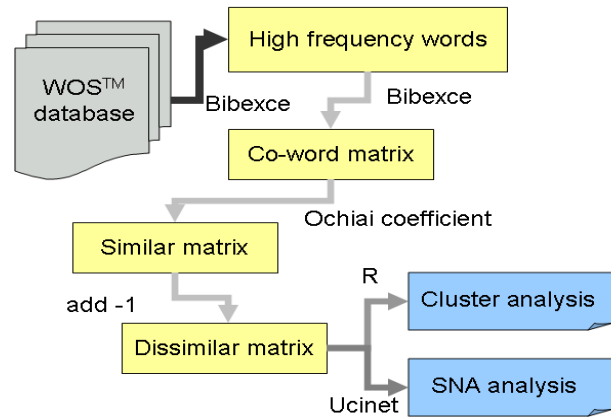 High frequency words
WOS™
database
Bibexce
Bibexce
Co-word matrix
Ochiai coefficient
Similar matrix
R
Cluster analysis
add -1
Dissimilar matrix
SNA analysis
Ucinet